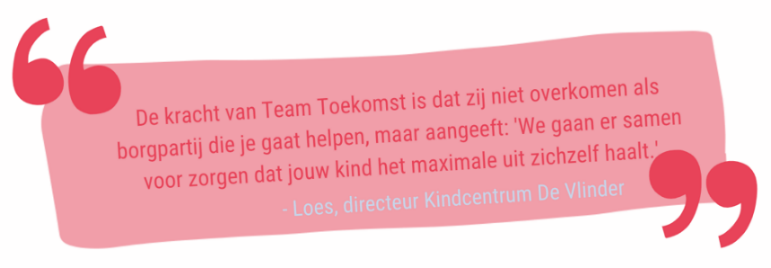 De kracht van Team Toekomst is dat zij niet overkomen als
borgpartij die je gaat helpen, maar aangeeft: 'We gaan er samen
voor zorgen dat jouw kind het maximale uit zichzelf haalt.'
- Loes, directeur Kindcentrum De Vlinder